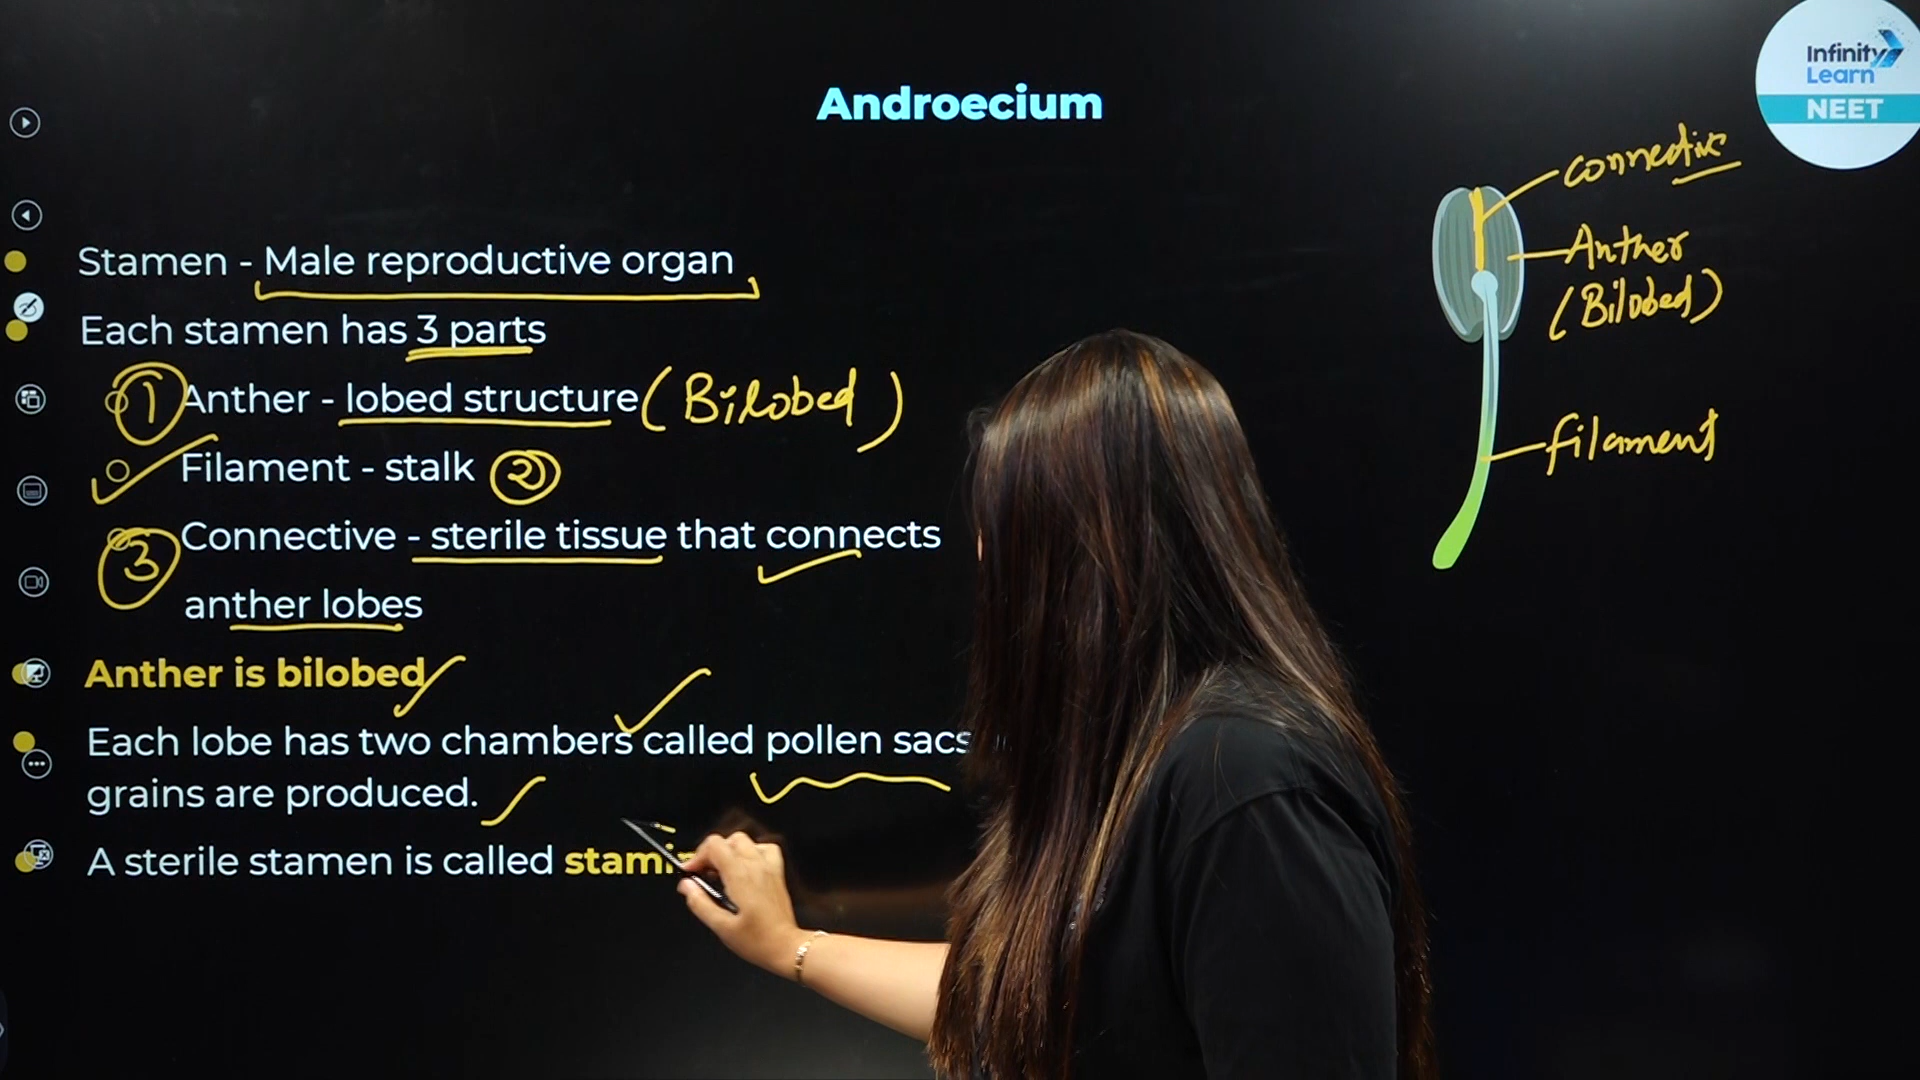 Infinity
Learn
NEET
Androecium
connective
Stamen - Male reproductive organ
Anther
(Bilobed)
Each stamen has 3 parts
1 Anther - lobed structure (Bilobed)
Filament - stalk 2
filament
3 Connective - sterile tissue that connects
anther lobes
Anther is bilobed
Each lobe has two chambers called pollen sacs
grains are produced.
A sterile stamen is called